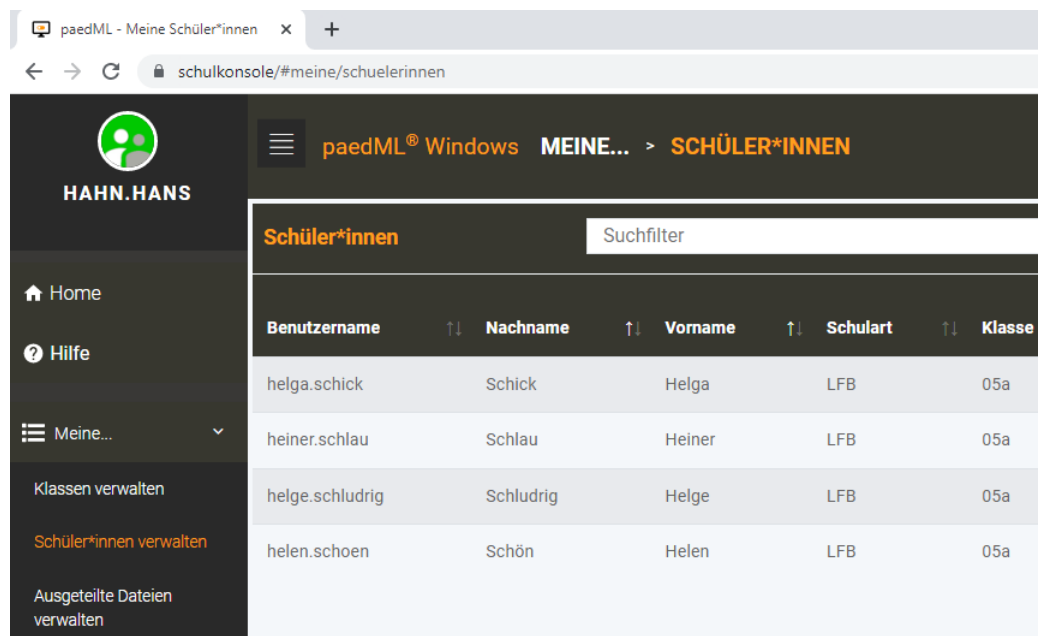 paedML - Meine Schüler*innen
schulkonsole/#meine/schuelerinnen
HAHN.HANS
paedML® Windows MEINE... > SCHÜLER*INNEN
Schüler*innen Suchfilter
Home
Hilfe
Meine...
Klassen verwalten
Schüler*innen verwalten
Ausgeteilte Dateien
verwalten
Benutzername Nachname Vorname Schulart Klasse
helga.schick Schick Helga LFB 05a
heiner.schlau Schlau Heiner LFB 05a
helge.schludrig Schludrig Helge LFB 05a
helen.schoen Schön Helen LFB 05a